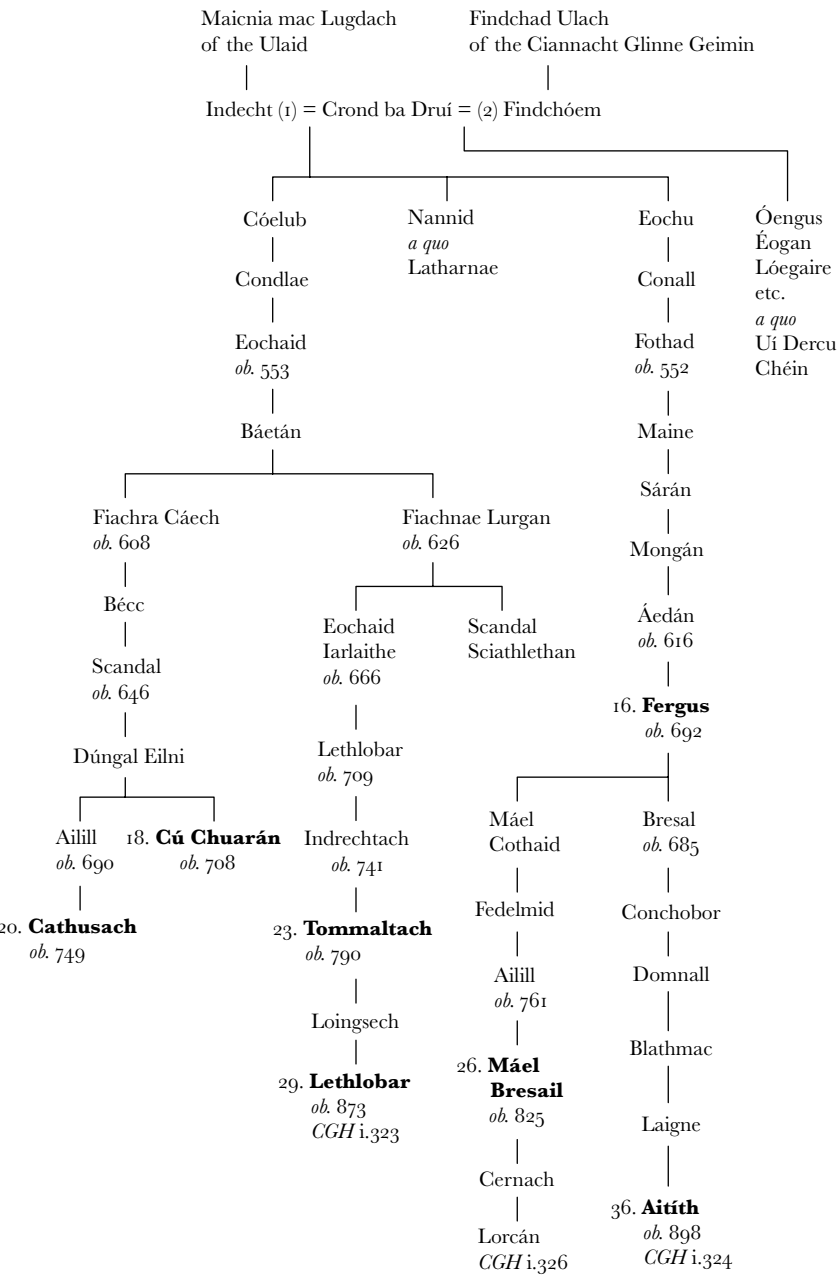 Maicnia mac Lugdach
of the Ulaid
Findchad Ulach
of the Ciannacht Glinne Geimin
Indecht (1) = Crond ba Druí = (2) Findchóem
Cóelub
Nannid
a quo
Latharnae
Eochu
Óengus
Éogan
Lóegaire
etc.
a quo
Uí Dercu
Chéin
Condlae
Conall
Eochaid
ob. 553
Fothad
ob. 552
Báetán
Maine
Sárán
Fiachra Cáech
ob. 608
Fiachnae Lurgan
ob. 626
Mongán
Bécc
Eochaid
Iarlaithe
ob. 666
Scandal
Sciathlethan
Áedán
ob. 616
Scandal
ob. 646
16. Fergus
ob. 692
Dúngal Eilni
Lethlobar
ob. 709
Ailill
ob. 690
18. Cú Chuarán
ob. 708
Indrechtach
ob. 741
Máel
Cothaid
Bresal
ob. 685
20. Cathusach
ob. 749
23. Tommaltach
ob. 790
Fedelmid
Conchobor
Ailill
ob. 761
Domnall
Loingsech
26. Máel
Bresail
ob. 825
Blathmac
29. Lethlobar
ob. 873
CGH i.323
Laigne
Cernach
36. Aitíth
ob. 898
CGH i.324
Lorcán
CGH i.326